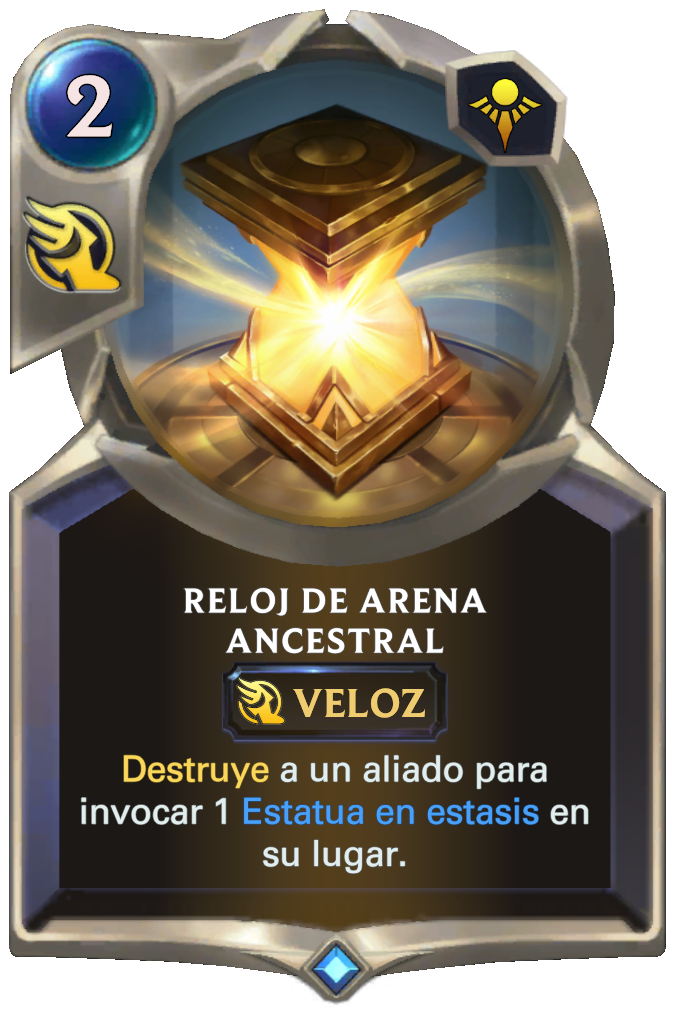 2
RELOJ DE ARENA
ANCESTRAL
VELOZ
Destruye a un aliado para
invocar 1 Estatua en estasis en
su lugar.